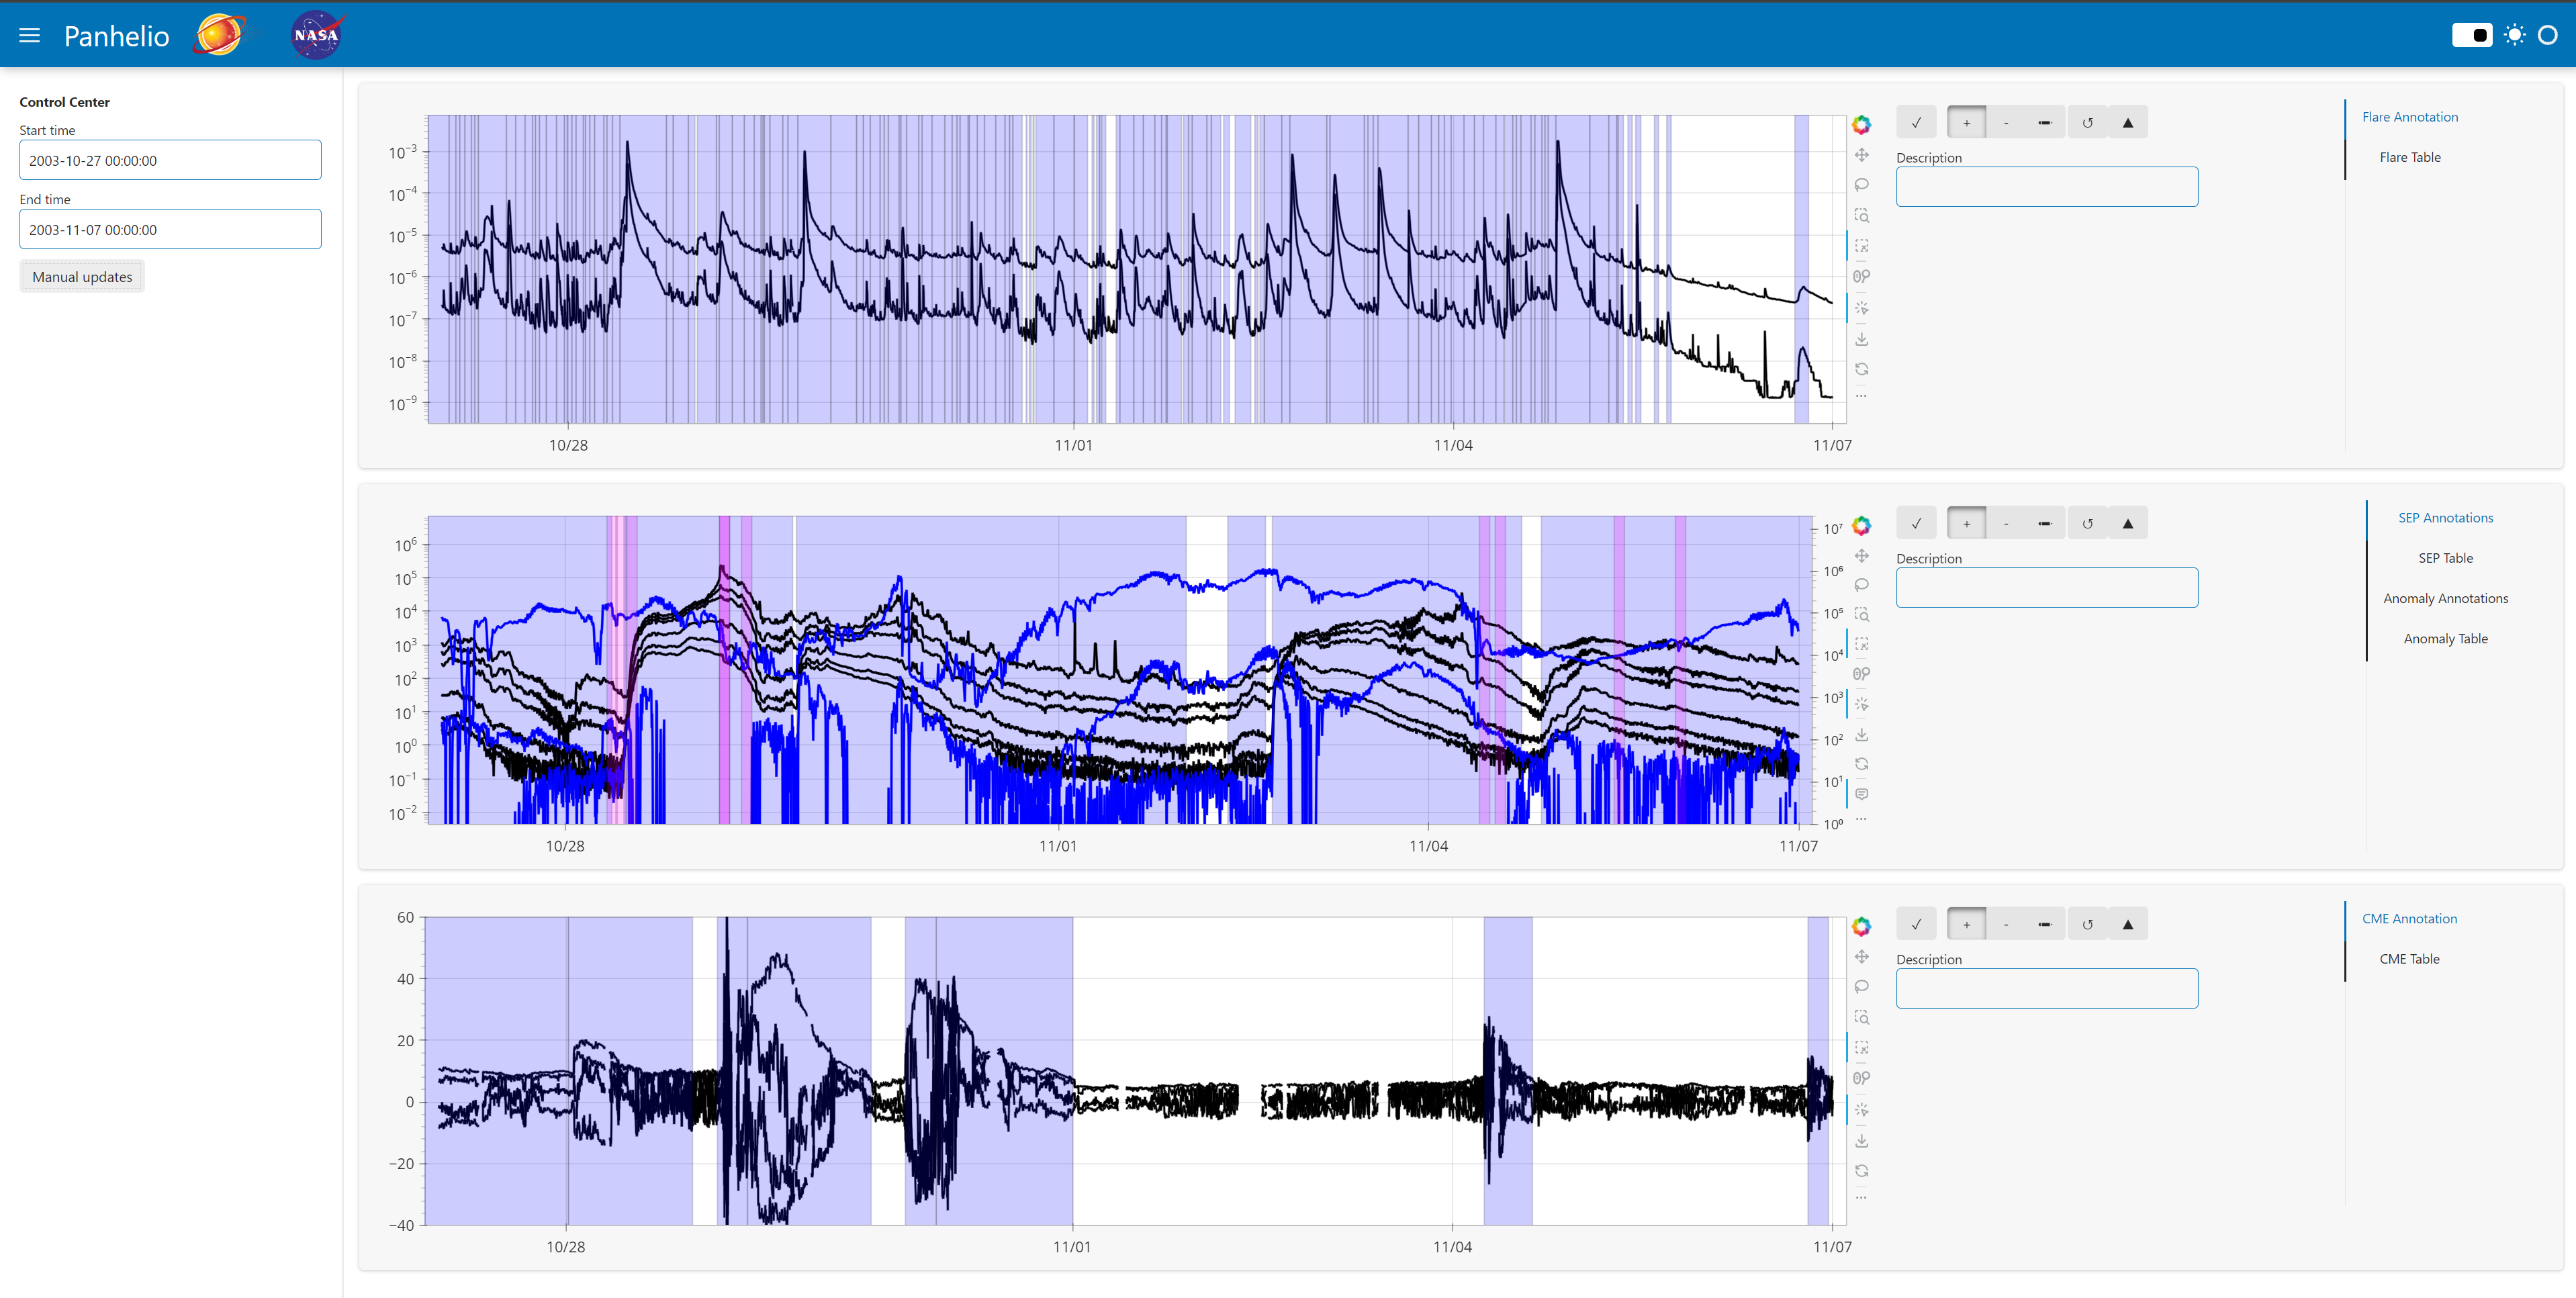 Panhelio
NASA
Control Center
Start time
2003-10-27 00:00:00
End time
2003-11-07 00:00:00
Manual updates
10⁻³
10⁻⁴
10⁻⁵
10⁻⁶
10⁻⁷
10⁻⁸
10⁻⁹
10/28
11/01
11/04
11/07
✓ + - ↺ ▲
Description
Flare Annotation
Flare Table
10⁶
10⁵
10⁴
10³
10²
10¹
10⁰
10⁻¹
10⁻²
10⁷
10⁶
10⁵
10⁴
10³
10²
10¹
10⁰
10/28
11/01
11/04
11/07
✓ + - ↺ ▲
Description
SEP Annotations
SEP Table
Anomaly Annotations
Anomaly Table
60
40
20
0
−20
−40
10/28
11/01
11/04
11/07
✓ + - ↺ ▲
Description
CME Annotation
CME Table